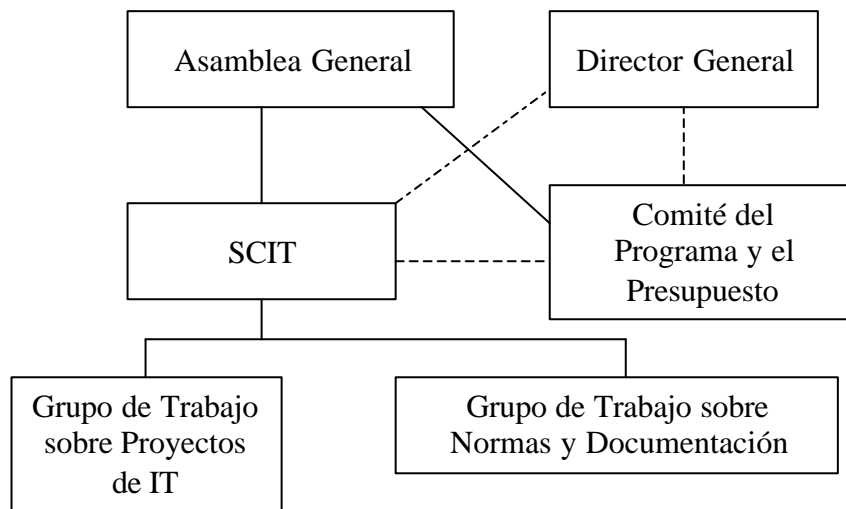 Asamblea General
Director General
SCIT
Comité del
Programa y el
Presupuesto
Grupo de Trabajo
sobre Proyectos
de IT
Grupo de Trabajo sobre
Normas y Documentación